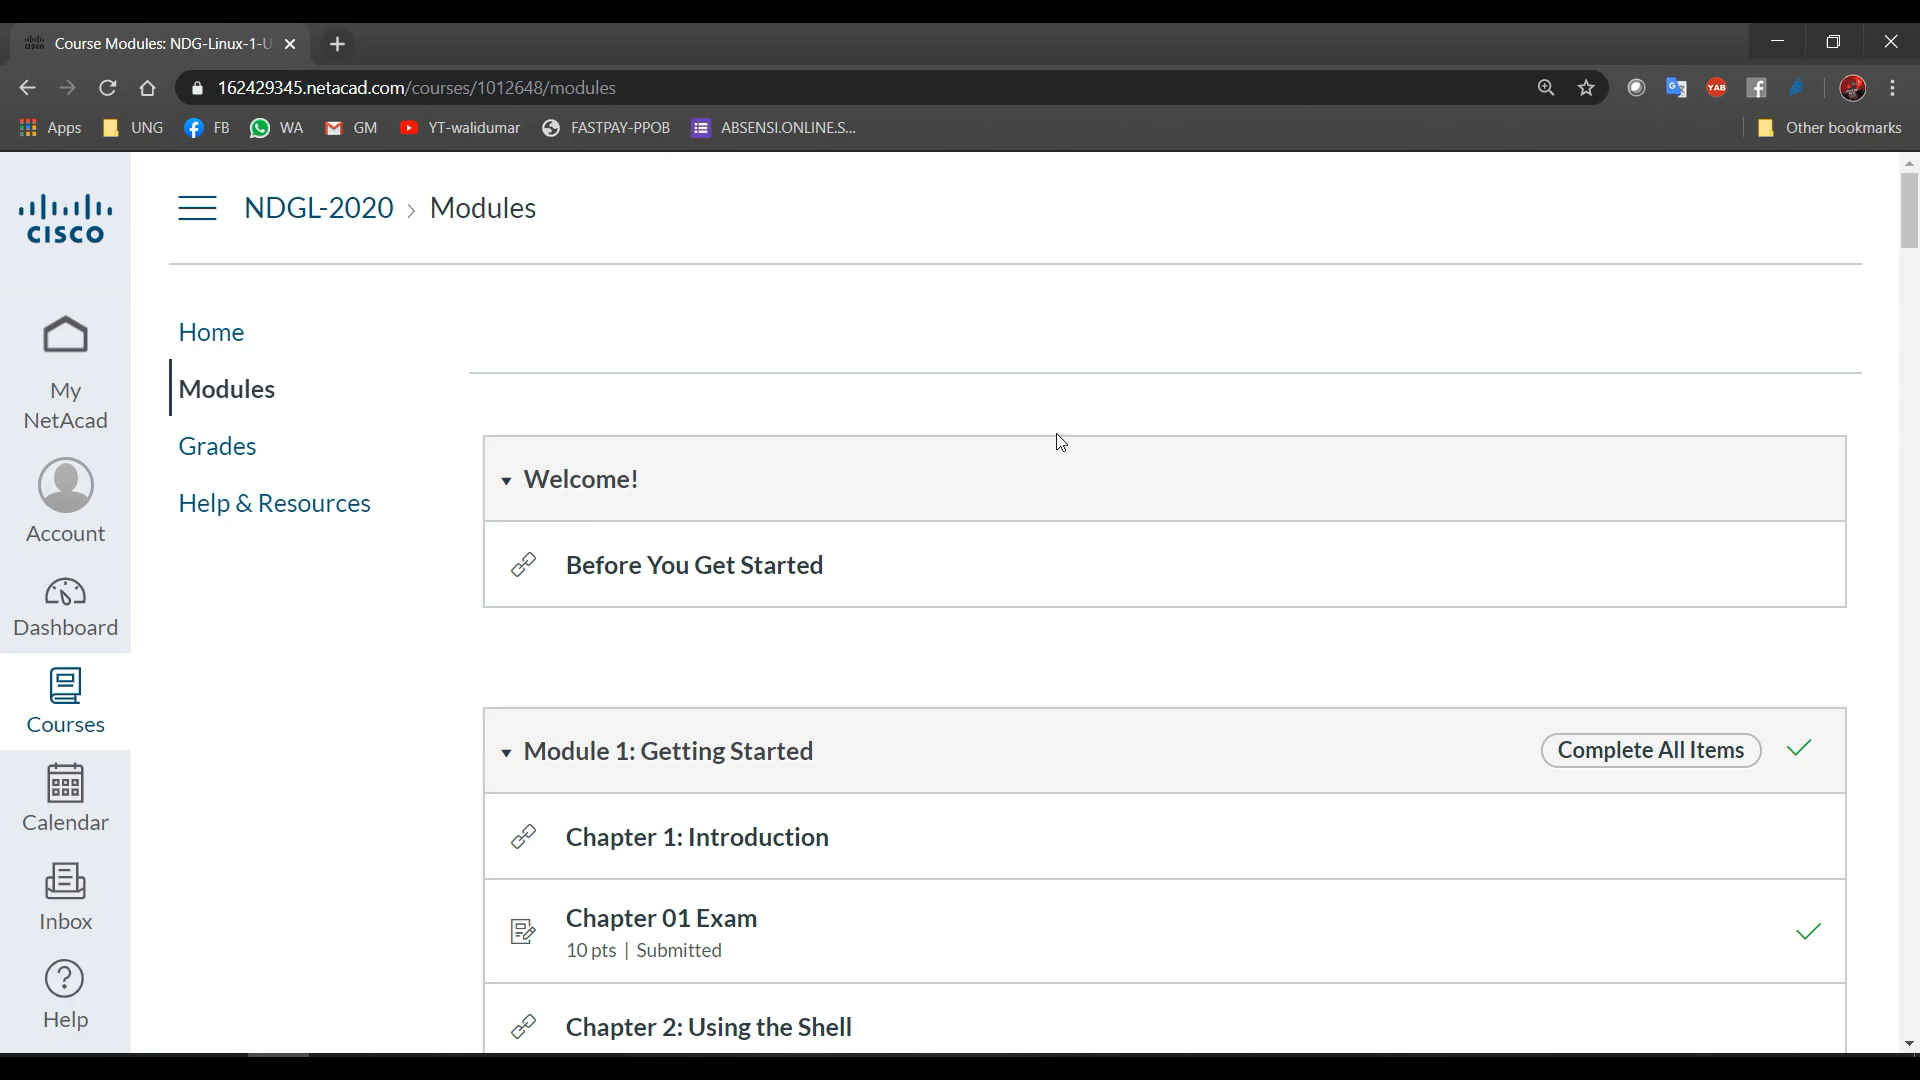 Course Modules: NDG-Linux-1-U
162429345.netacad.com/courses/1012648/modules
YAB
Apps UNG FB WA GM YT-walidumar FASTPAY-PPOB ABSENSI.ONLINE.S... Other bookmarks
CISCO
NDGL-2020 > Modules
My
NetAcad
Account
Dashboard
Courses
Calendar
Inbox
Help
Home
Modules
Grades
Help & Resources
Welcome!
Before You Get Started
Module 1: Getting Started Complete All Items
Chapter 1: Introduction
Chapter 01 Exam
10 pts | Submitted
Chapter 2: Using the Shell